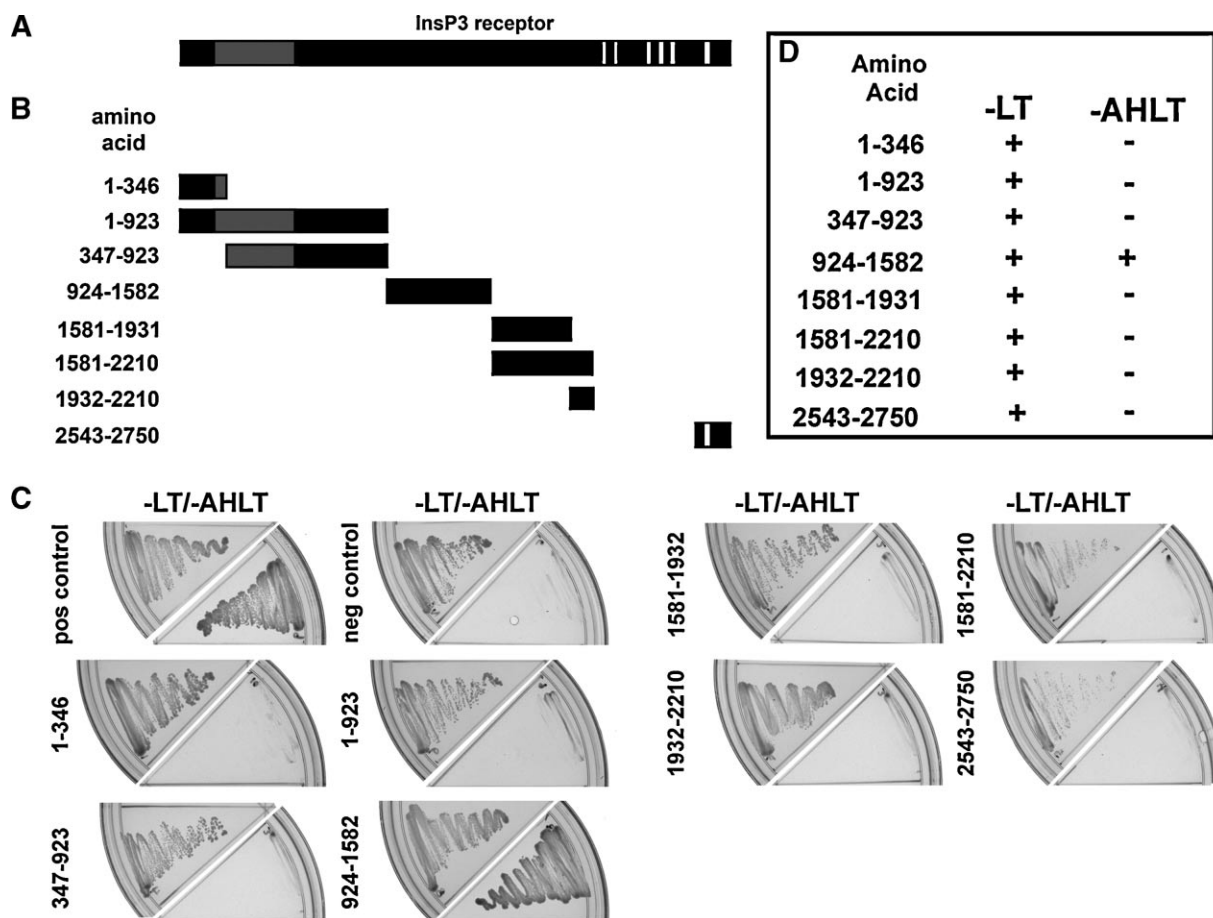 A
InsP3 receptor
B
amino
acid
1-346
1-923
347-923
924-1582
1581-1931
1581-2210
1932-2210
2543-2750
D
Amino
Acid
-LT
-AHLT
1-346 + -
1-923 + -
347-923 + -
924-1582 + +
1581-1931 + -
1581-2210 + -
1932-2210 + -
2543-2750 + -
C
-LT/-AHLT
-LT/-AHLT
-LT/-AHLT
-LT/-AHLT
pos control
neg control
1581-1932
1581-2210
1-346
1-923
1932-2210
2543-2750
347-923
924-1582